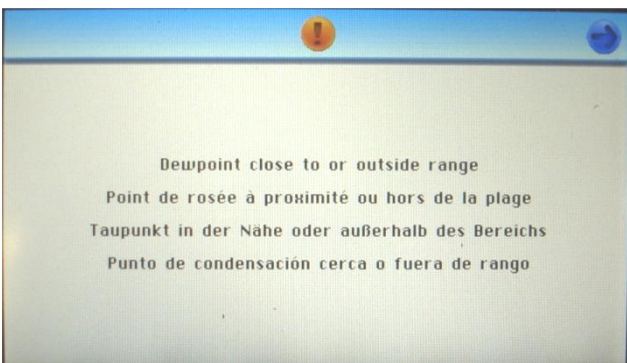 Dewpoint close to or outside range
Point de rosée à proximité ou hors de la plage
Taupunkt in der Nähe oder außerhalb des Bereichs
Punto de condensación cerca o fuera de rango